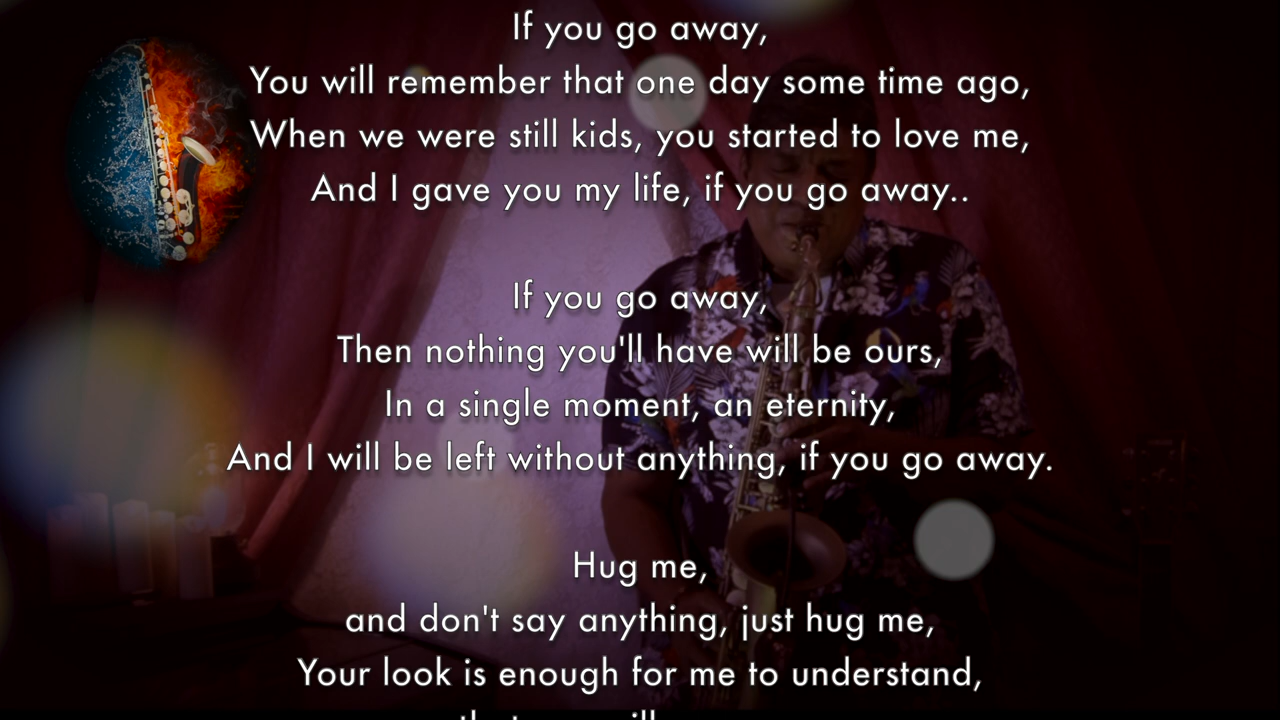 If you go away,
You will remember that one day some time ago,
When we were still kids, you started to love me,
And I gave you my life, if you go away..
If you go away,
Then nothing you'll have will be ours,
In a single moment, an eternity,
And I will be left without anything, if you go away.
Hug me,
and don't say anything, just hug me,
Your look is enough for me to understand,